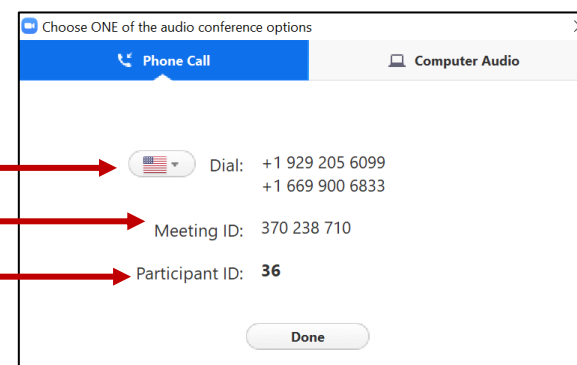 Choose ONE of the audio conference options
Phone Call
Computer Audio
Dial: +1 929 205 6099
+1 669 900 6833
Meeting ID: 370 238 710
Participant ID: 36
Done